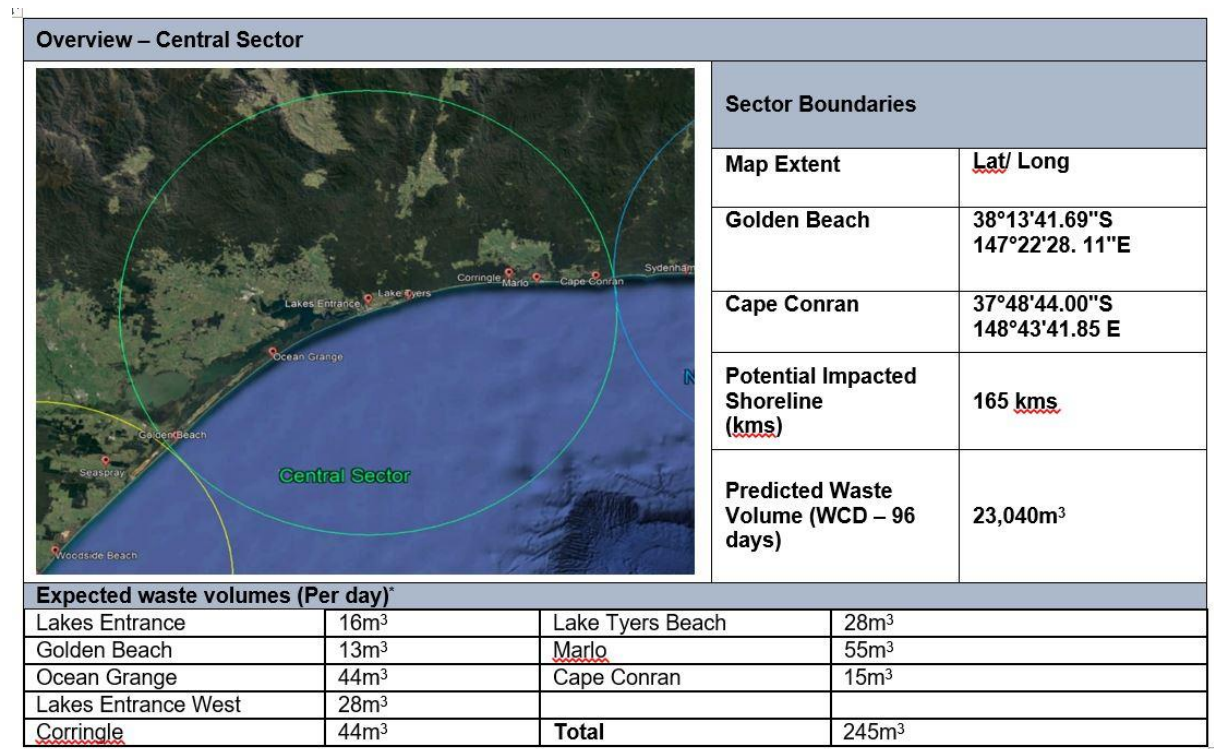 Overview – Central Sector
Corringle
Marlo
Cape Conran
Sydenham
Lakes Entrance
Lake Tyers
Ocean Grange
Golden Beach
Seaspray
Central Sector
Woodside Beach
N
Sector Boundaries
Map Extent
Lat/ Long
Golden Beach
38°13'41.69"S
147°22'28. 11"E
Cape Conran
37°48'44.00"S
148°43'41.85 E
Potential Impacted
Shoreline
(kms)
165 kms
Predicted Waste
Volume (WCD – 96
days)
23,040m³
Expected waste volumes (Per day)*
Lakes Entrance 16m³ Lake Tyers Beach 28m³
Golden Beach 13m³ Marlo 55m³
Ocean Grange 44m³ Cape Conran 15m³
Lakes Entrance West 28m³
Corringle 44m³ Total 245m³